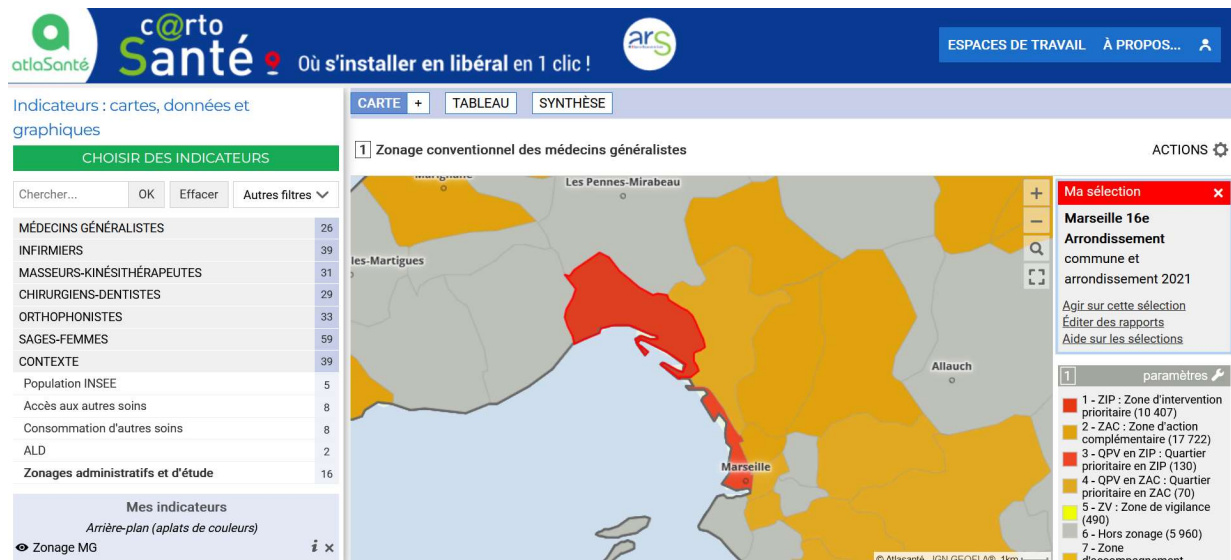 atlaSanté
c@rto
Santé
Où s'installer en libéral en 1 clic !
ars
ESPACES DE TRAVAIL À PROPOS...
Indicateurs : cartes, données et
graphiques
CHOISIR DES INDICATEURS
Chercher... OK Effacer Autres filtres
MÉDECINS GÉNÉRALISTES 26
INFIRMIERS 39
MASSEURS-KINÉSITHÉRAPEUTES 31
CHIRURGIENS-DENTISTES 29
ORTHOPHONISTES 33
SAGES-FEMMES 59
CONTEXTE 39
Population INSEE 5
Accès aux autres soins 8
Consommation d'autres soins 8
ALD 2
Zonages administratifs et d'étude 16
Mes indicateurs
Arrière-plan (aplats de couleurs)
Zonage MG i x
CARTE + TABLEAU SYNTHÈSE
1 Zonage conventionnel des médecins généralistes
ACTIONS
Les Pennes-Mirabeau
les-Martigues
Allauch
Marseille
Ma sélection x
Marseille 16e
Arrondissement
commune et
arrondissement 2021
Agir sur cette sélection
Éditer des rapports
Aide sur les sélections
1 paramètres
1 - ZIP : Zone d'intervention
prioritaire (10 407)
2 - ZAC : Zone d'action
complémentaire (17 722)
3 - QPV en ZIP : Quartier
prioritaire en ZIP (130)
4 - QPV en ZAC : Quartier
prioritaire en ZAC (70)
5 - ZV : Zone de vigilance
(490)
6 - Hors zonage (5 960)
7 - Zone